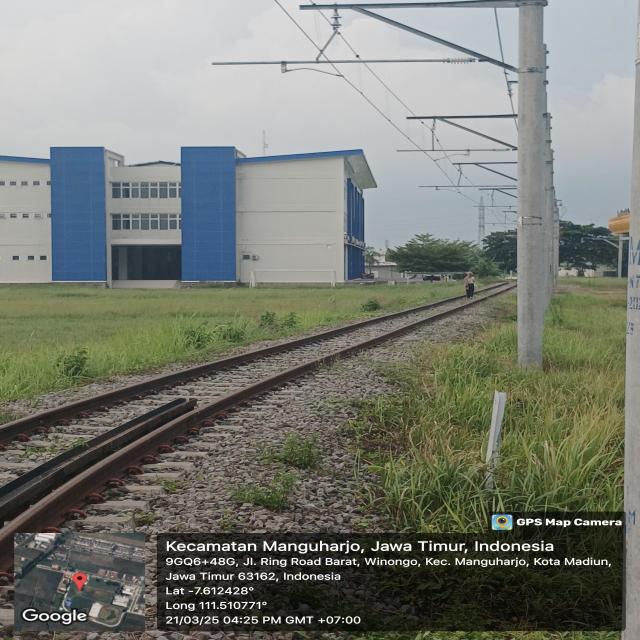 GPS Map Camera
Kecamatan Manguharjo, Jawa Timur, Indonesia
9GQ6+48G, Jl. Ring Road Barat, Winongo, Kec. Manguharjo, Kota Madiun,
Jawa Timur 63162, Indonesia
Lat -7.612428°
Long 111.510771°
21/03/25 04:25 PM GMT +07:00
Google